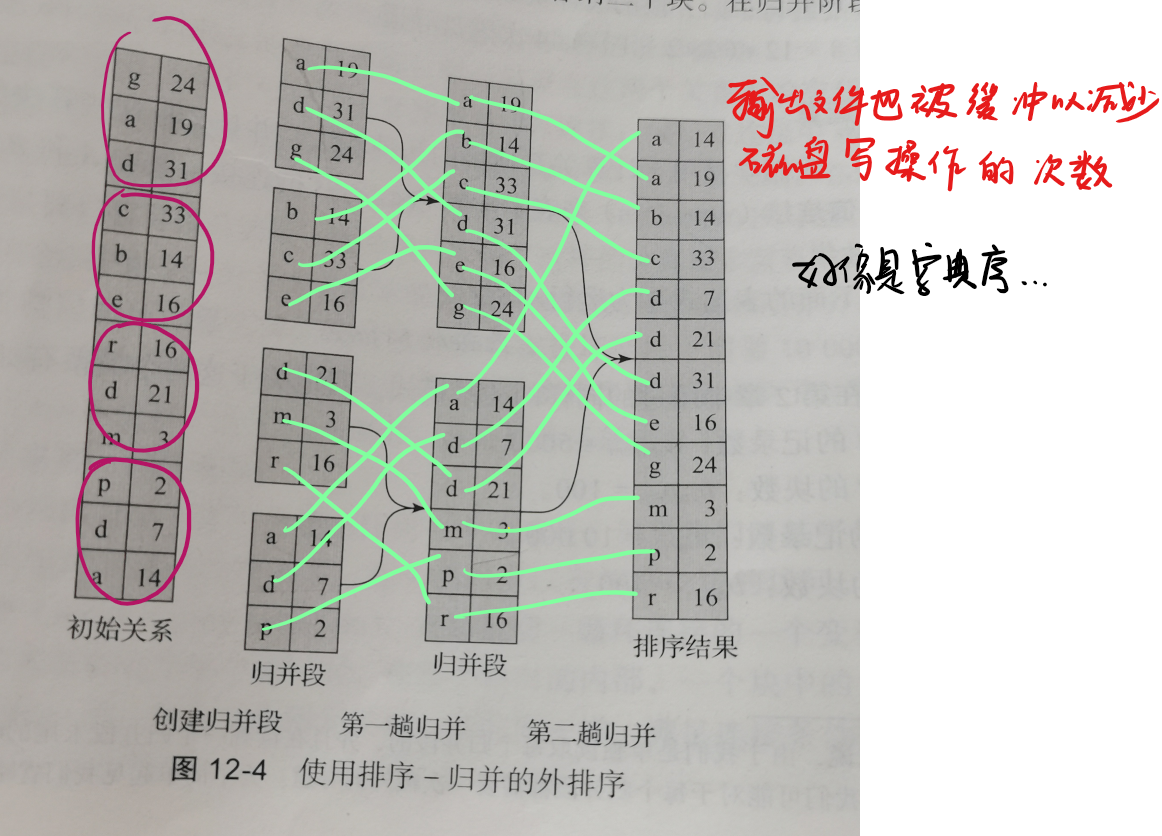 在归并阶段
输出文件也被缓冲以减少
磁盘写操作的次数
好像是字典序...
g 24
a 19
d 31
c 33
b 14
e 16
r 16
d 21
m 3
p 2
d 7
a 14
初始关系
a 19
d 31
g 24
b 14
c 33
e 16
d 21
m 3
r 16
a 14
d 7
p 2
归并段
a 19
b 14
c 33
d 31
e 16
g 24
a 14
d 7
d 21
m 3
p 2
r 16
归并段
a 14
a 19
b 14
c 33
d 7
d 21
d 31
e 16
g 24
m 3
p 2
r 16
排序结果
创建归并段 第一趟归并 第二趟归并
图 12-4 使用排序-归并的外排序